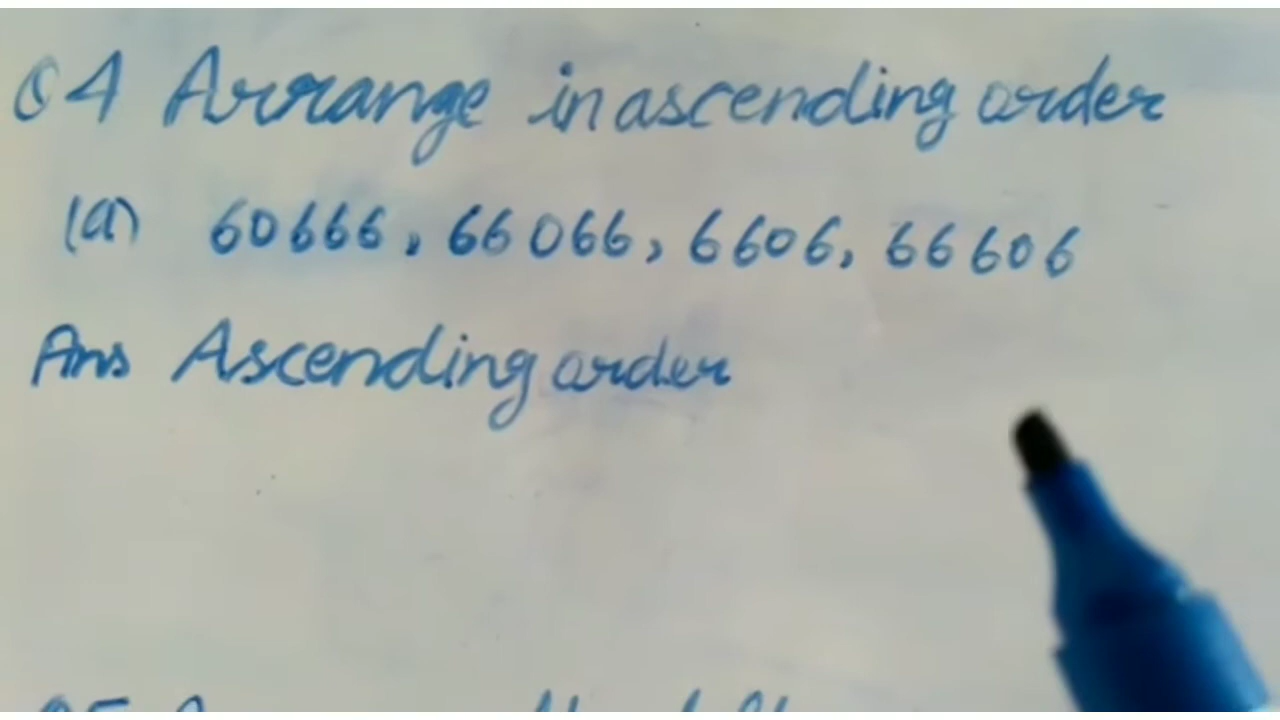 Q4 Arrange in ascending order
(a) 60666, 66066, 6606, 66606
Ans Ascending order